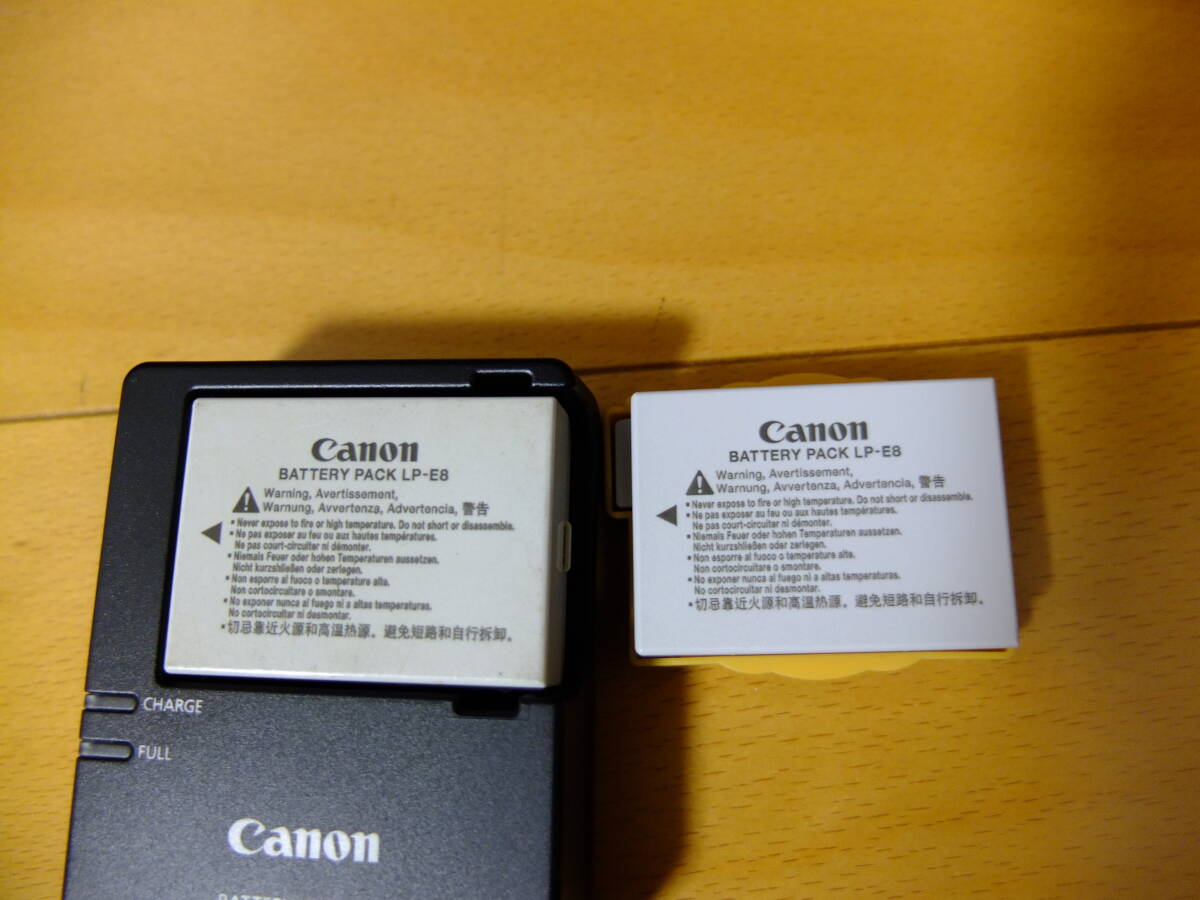 Canon
BATTERY PACK LP-E8
Warning, Avertissement,
Warnung, Avvertenza, Advertencia, 警告
▪ Never expose to fire or high temperature. Do not short or disassemble.
▪ Ne pas exposer au feu ou aux hautes températures.
Ne pas court-circuiter ni démonter.
▪ Niemals Feuer oder hohen Temperaturen aussetzen.
Nicht kurzshließen oder zerlegen.
▪ Non esporre al fuoco o temperature alte.
Non cortocircuitare o smontare.
▪ No exponer nunca al fuego ni a altas temperaturas.
No cortocircuitar ni desmontar.
▪ 切忌靠近火源和高温热源。避免短路和自行拆卸。
CHARGE
FULL
Canon
Canon
BATTERY PACK LP-E8
Warning, Avertissement,
Warnung, Avvertenza, Advertencia, 警告
▪ Never expose to fire or high temperature. Do not short or disassemble.
▪ Ne pas exposer au feu ou aux hautes températures.
Ne pas court-circuiter ni démonter.
▪ Niemals Feuer oder hohen Temperaturen aussetzen.
Nicht kurzshließen oder zerlegen.
▪ Non esporre al fuoco o temperature alte.
Non cortocircuitare o smontare.
▪ No exponer nunca al fuego ni a altas temperaturas.
No cortocircuitar ni desmontar.
▪ 切忌靠近火源和高温热源。避免短路和自行拆卸。